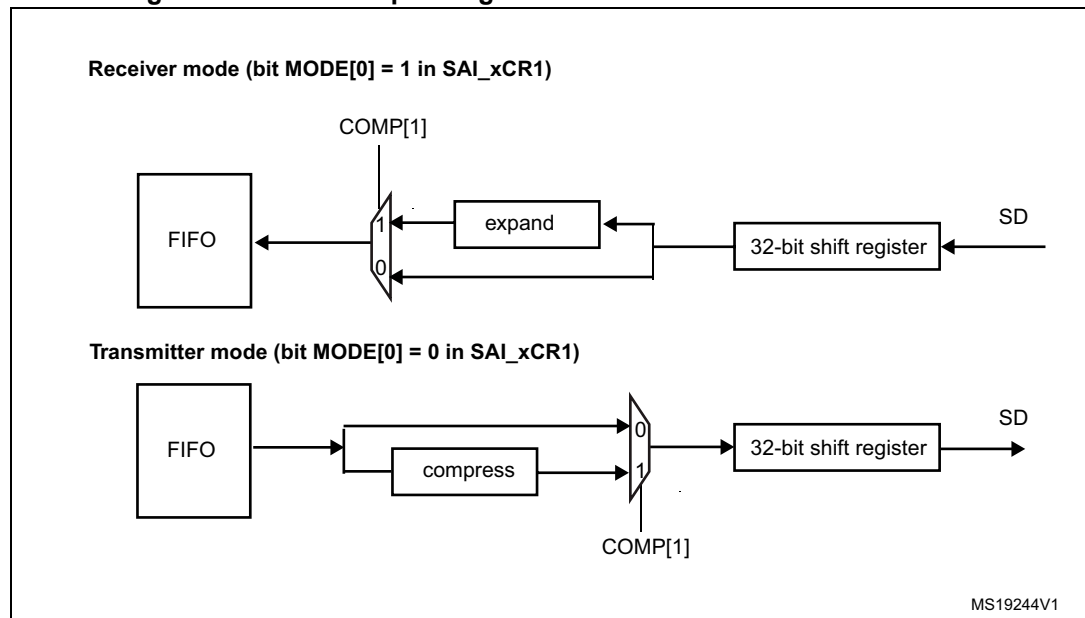 Receiver mode (bit MODE[0] = 1 in SAI_xCR1)
COMP[1]
FIFO
1
0
expand
32-bit shift register
SD
Transmitter mode (bit MODE[0] = 0 in SAI_xCR1)
FIFO
compress
0
1
32-bit shift register
SD
COMP[1]
MS19244V1